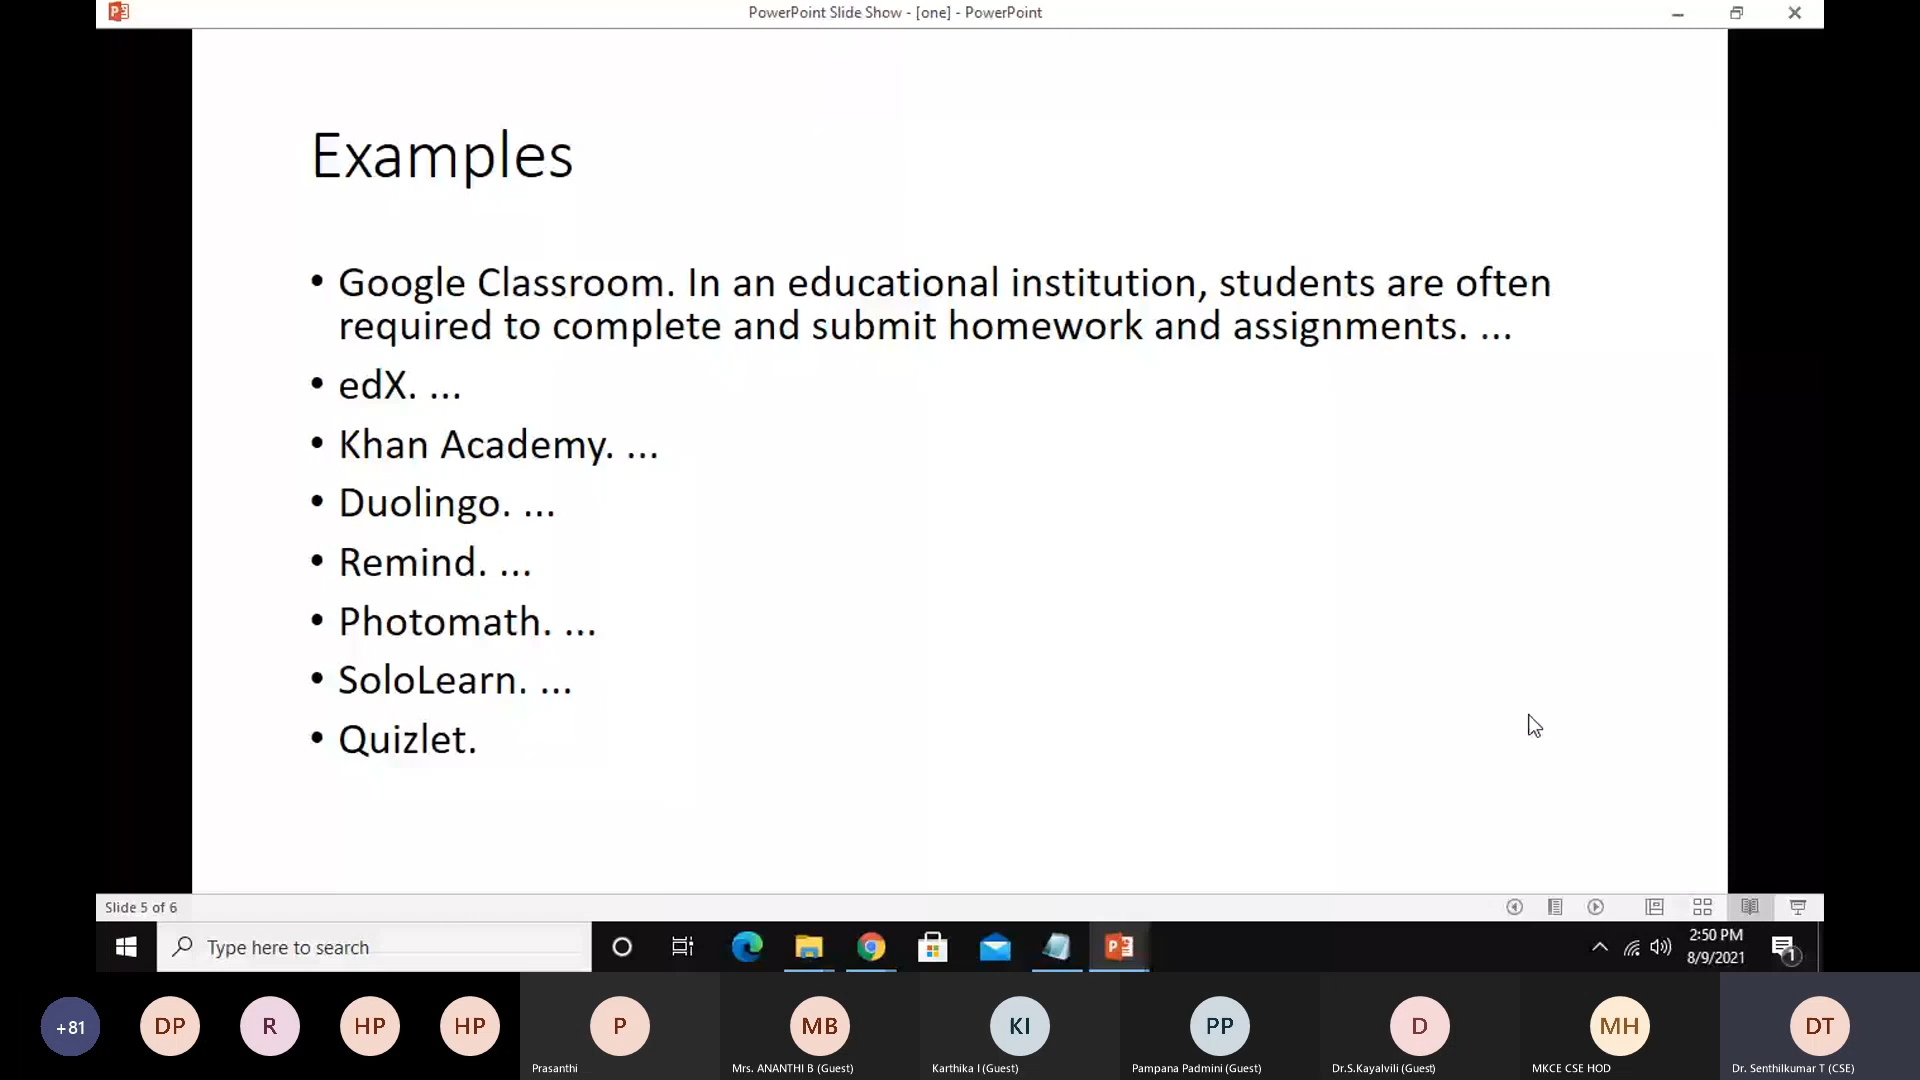 PowerPoint Slide Show - [one] - PowerPoint
Examples
• Google Classroom. In an educational institution, students are often
required to complete and submit homework and assignments. ...
• edX. ...
• Khan Academy. ...
• Duolingo. ...
• Remind. ...
• Photomath. ...
• SoloLearn. ...
• Quizlet.
Slide 5 of 6
Type here to search
2:50 PM
8/9/2021
1
+81
DP
R
HP
HP
P
MB
KI
PP
D
MH
DT
Prasanthi
Mrs. ANANTHI B (Guest)
Karthika I (Guest)
Pampana Padmini (Guest)
Dr.S.Kayalvili (Guest)
MKCE CSE HOD
Dr. Senthilkumar T (CSE)